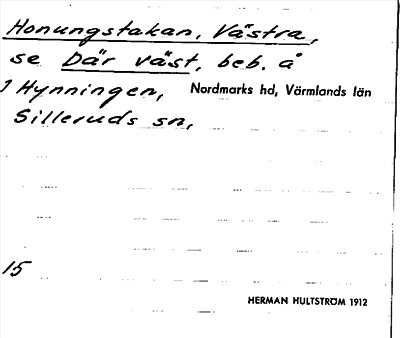 Honungstakan, Västra,
se Där väst, beb. å
1 Hynningen, Nordmarks hd, Värmlands län
Silleruds sn,
15
HERMAN HULTSTRÖM 1912